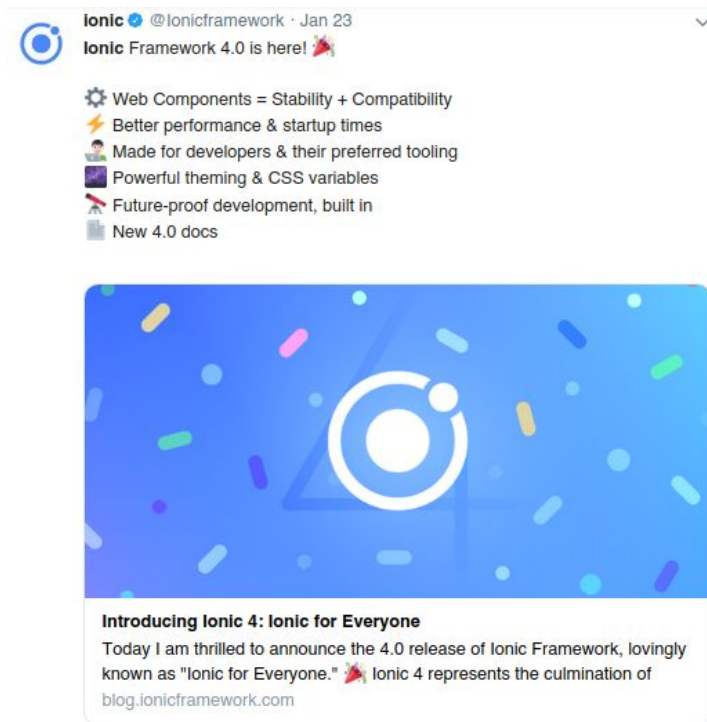 ionic @Ionicframework · Jan 23
Ionic Framework 4.0 is here! 🎉
⚙️ Web Components = Stability + Compatibility
⚡ Better performance & startup times
👨🏻‍💻 Made for developers & their preferred tooling
🌌 Powerful theming & CSS variables
🔭 Future-proof development, built in
📄 New 4.0 docs
4
Introducing Ionic 4: Ionic for Everyone
Today I am thrilled to announce the 4.0 release of Ionic Framework, lovingly
known as "Ionic for Everyone." 🎉 Ionic 4 represents the culmination of
blog.ionicframework.com